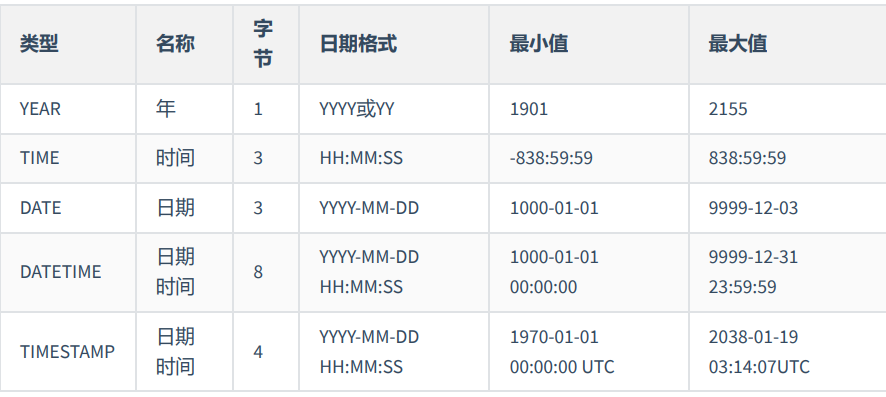 类型 名称 字节 日期格式 最小值 最大值
YEAR 年 1 YYYY或YY 1901 2155
TIME 时间 3 HH:MM:SS -838:59:59 838:59:59
DATE 日期 3 YYYY-MM-DD 1000-01-01 9999-12-03
DATETIME 日期时间 8 YYYY-MM-DD HH:MM:SS 1000-01-01 00:00:00 9999-12-31 23:59:59
TIMESTAMP 日期时间 4 YYYY-MM-DD HH:MM:SS 1970-01-01 00:00:00 UTC 2038-01-19 03:14:07UTC